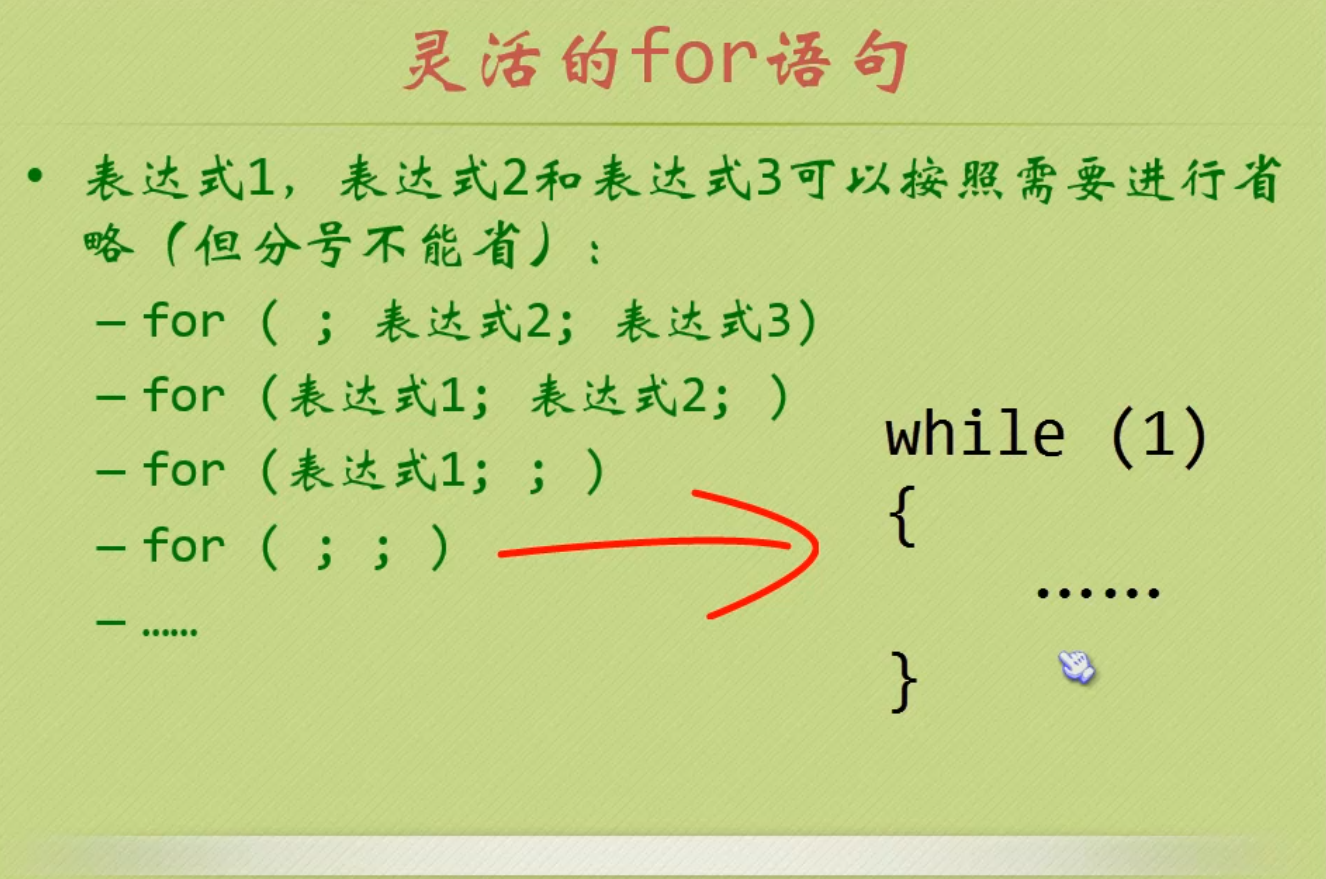 灵活的for语句
• 表达式1，表达式2和表达式3可以按照需要进行省
略（但分号不能省）：
– for ( ; 表达式2; 表达式3)
– for (表达式1; 表达式2; )
– for (表达式1; ; )
– for ( ; ; )
– ……
while (1)
{
……
}